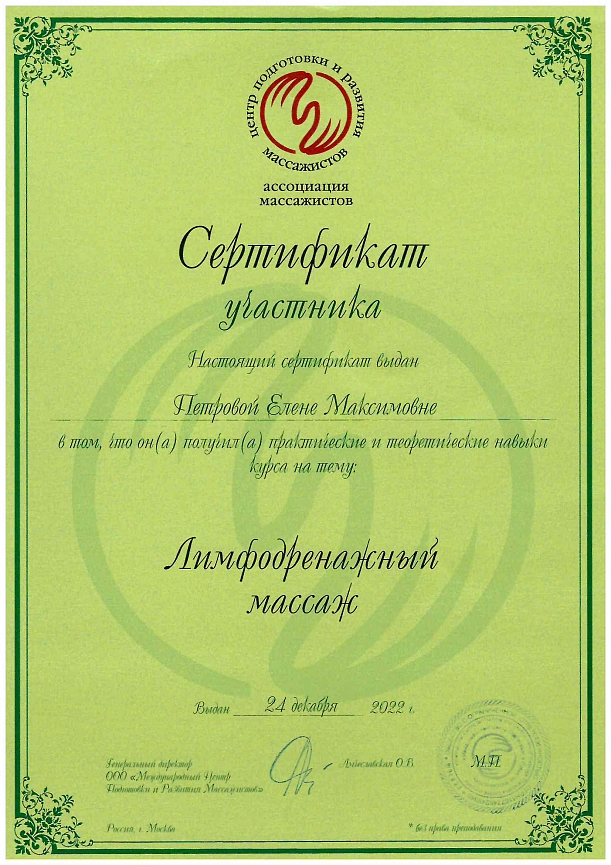 центр подготовки и развития
массажистов
ассоциация
массажистов
Сертификат
участника
Настоящий сертификат выдан
Петровой Елене Максимовне
в том, что он(а) получил(а) практические и теоретические навыки
курса на тему:
Лимфодренажный
массаж
Выдан 24 декабря 2022 г.
Генеральный директор
ООО «Международный Центр
Подготовки и Развития Массажистов»
О.В.
МП
Россия, г. Москва
* без права преподавания